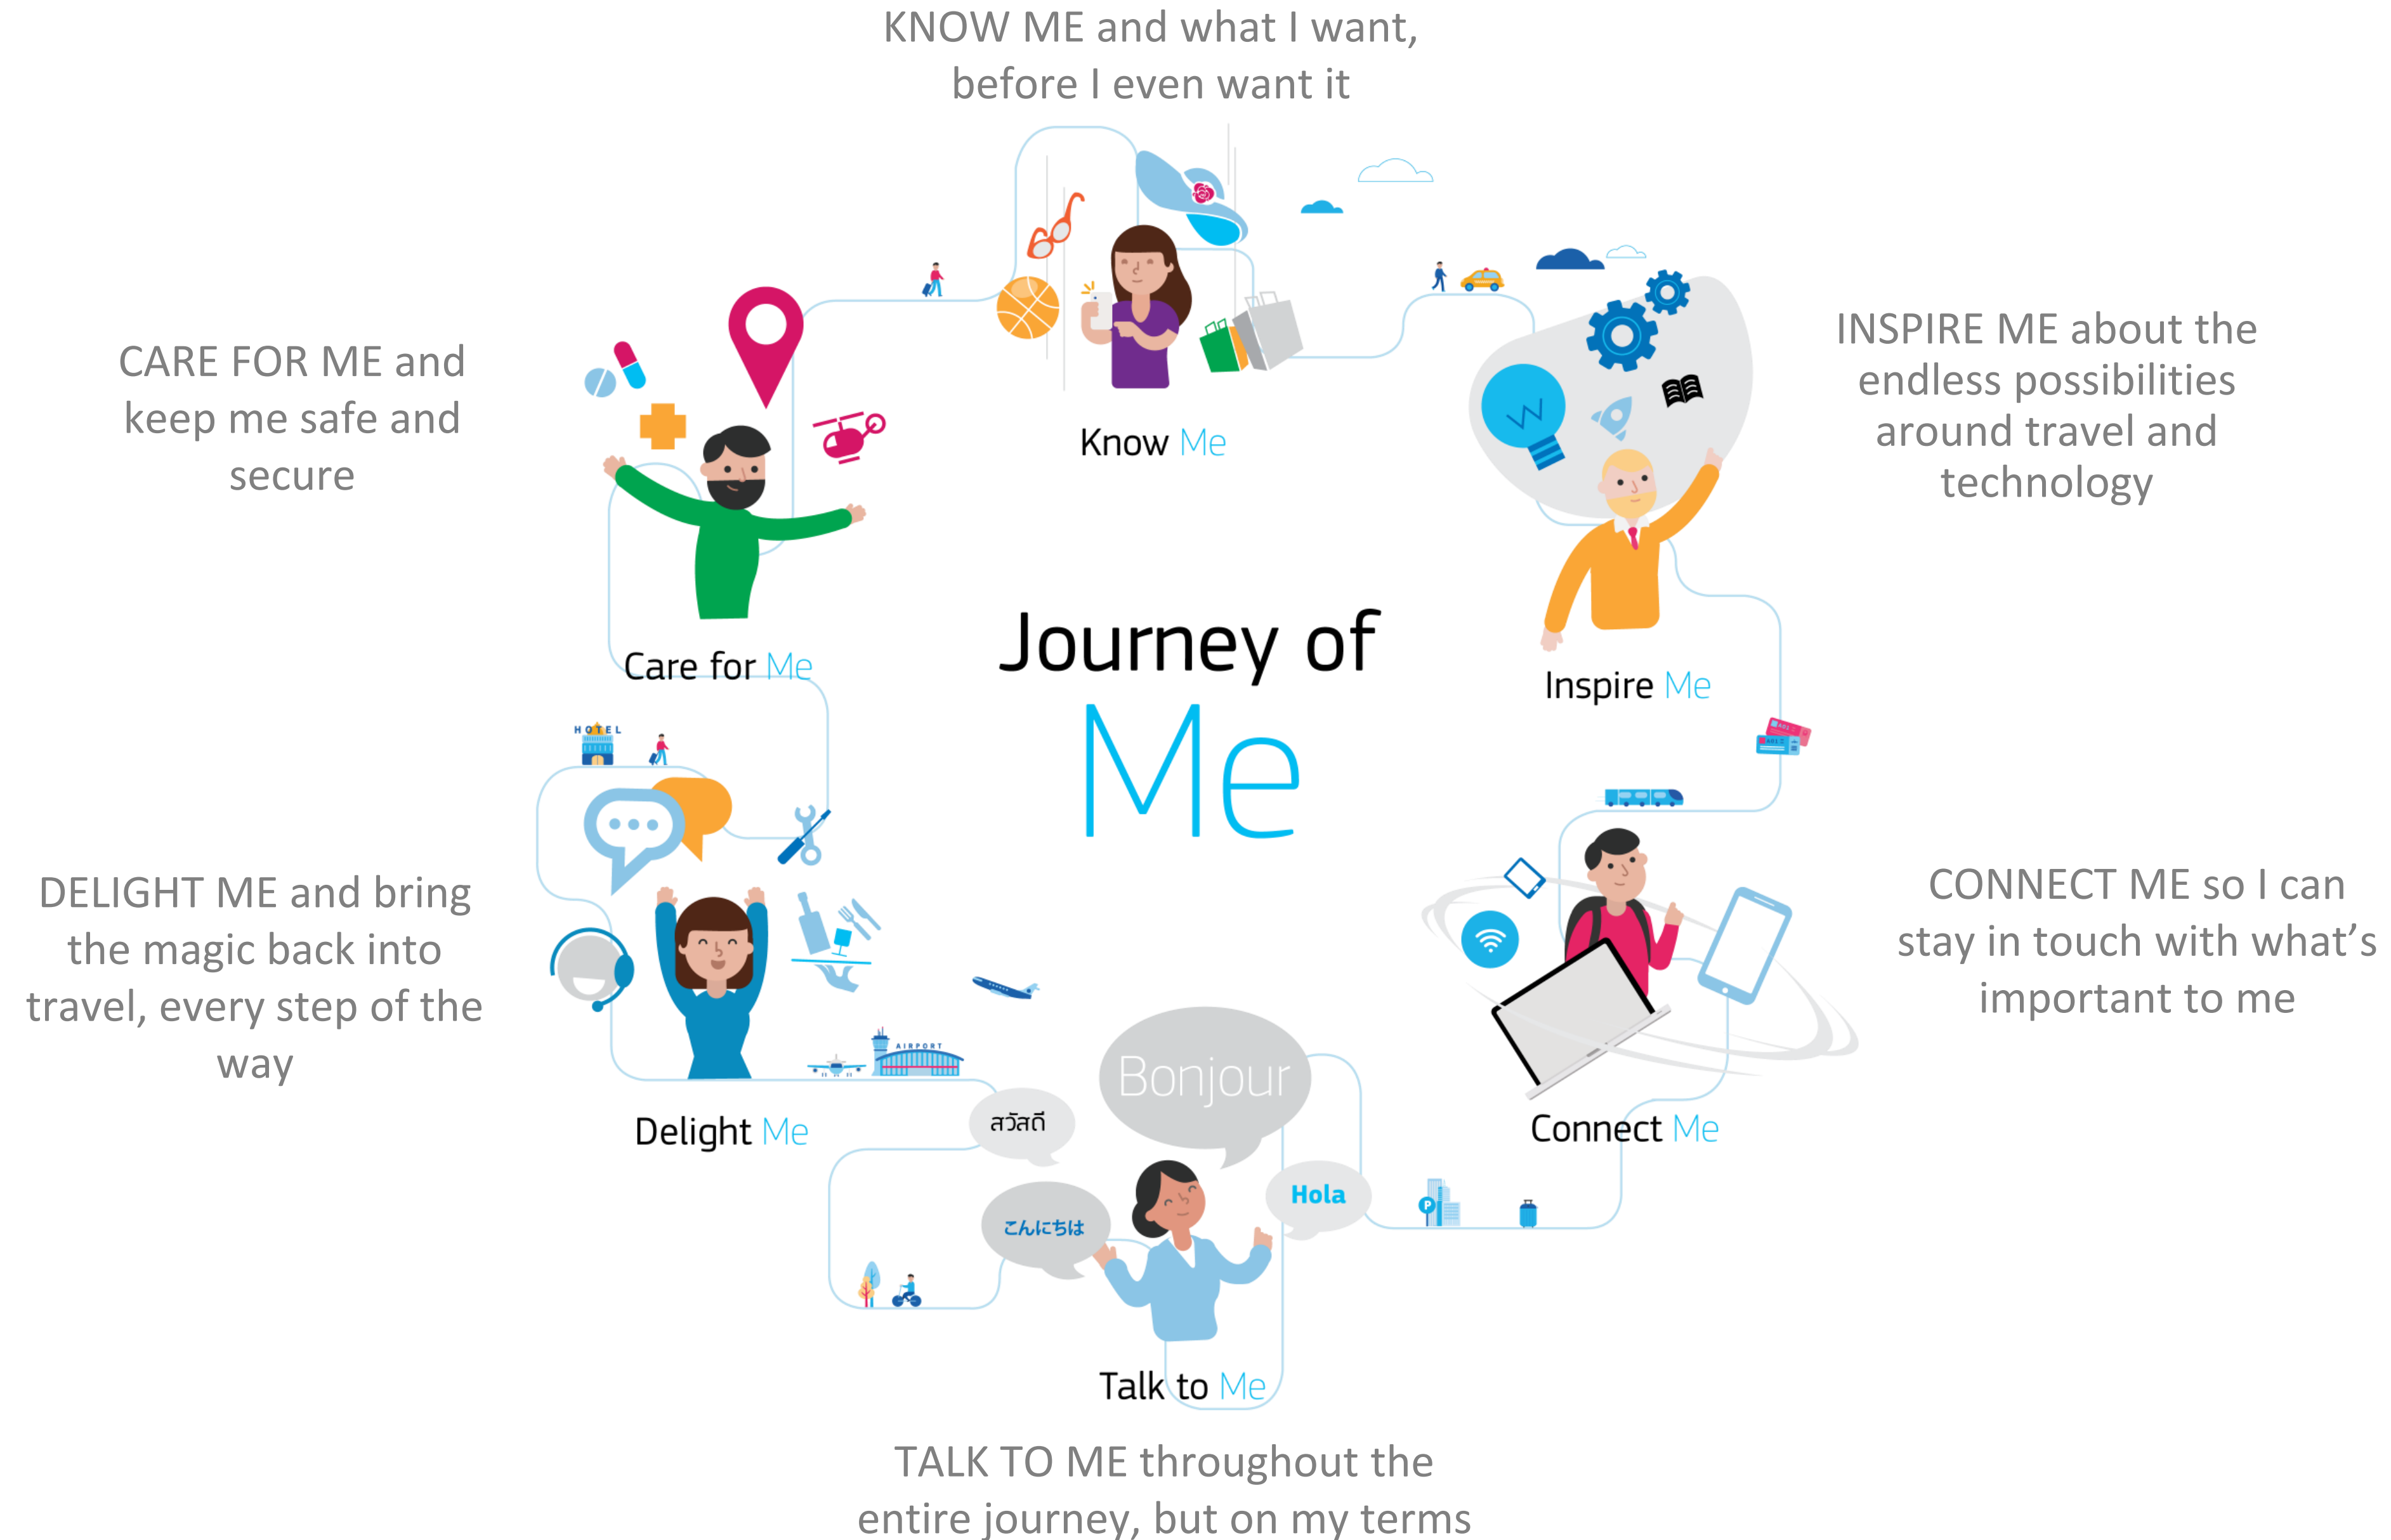 KNOW ME and what I want,
before I even want it
Know Me
INSPIRE ME about the
endless possibilities
around travel and
technology
Inspire Me
CARE FOR ME and
keep me safe and
secure
Care for Me
Journey of
Me
HOTEL
DELIGHT ME and bring
the magic back into
travel, every step of the
way
Delight Me
AIRPORT
CONNECT ME so I can
stay in touch with what's
important to me
Connect Me
Bonjour
สวัสดี
Hola
こんにちは
P
Talk to Me
TALK TO ME throughout the
entire journey, but on my terms